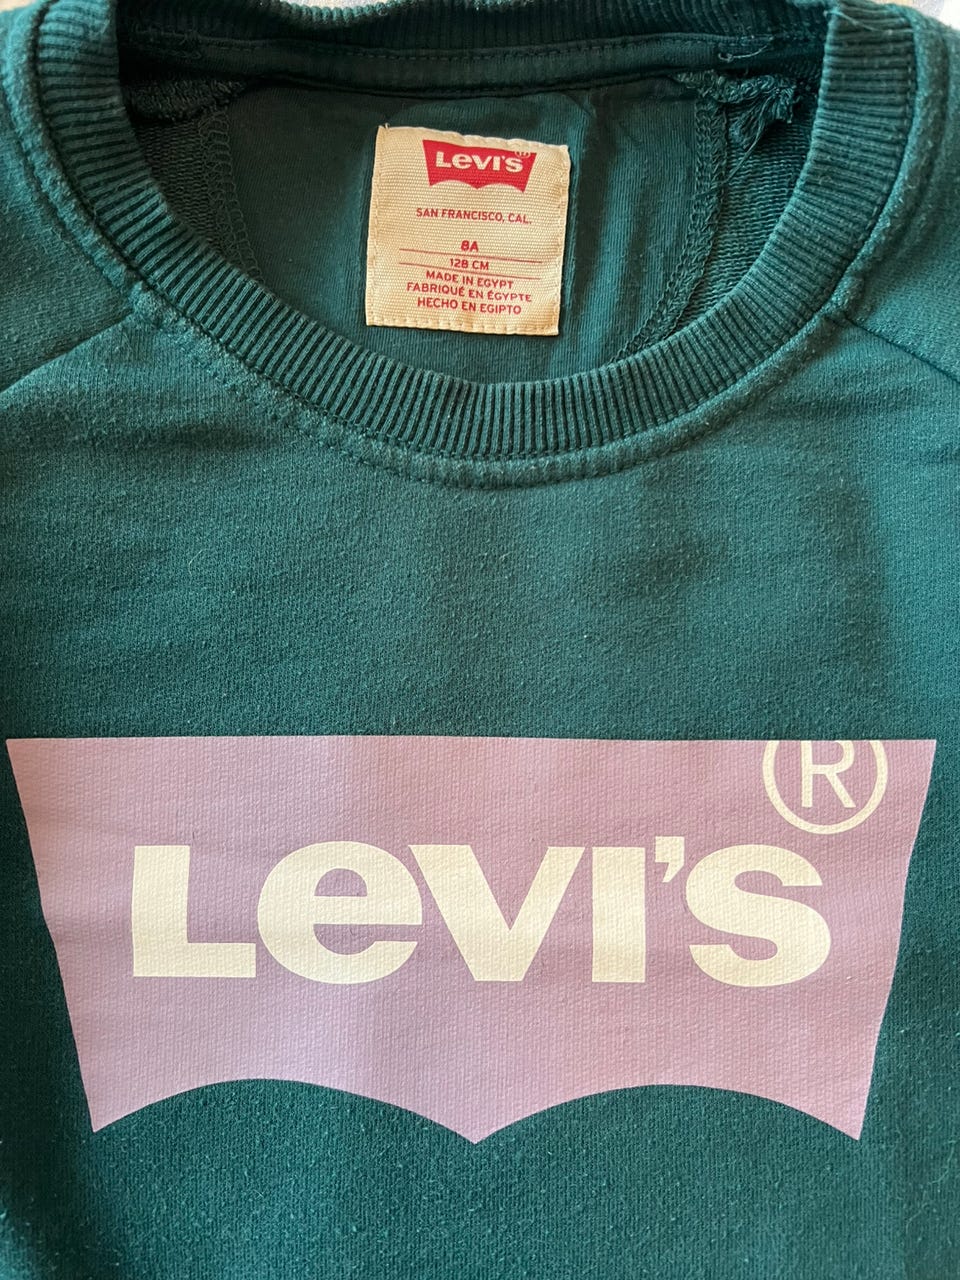 Levi's®
SAN FRANCISCO, CAL.
8A
128 CM
MADE IN EGYPT
FABRIQUÉ EN ÉGYPTE
HECHO EN EGIPTO
Levi's®